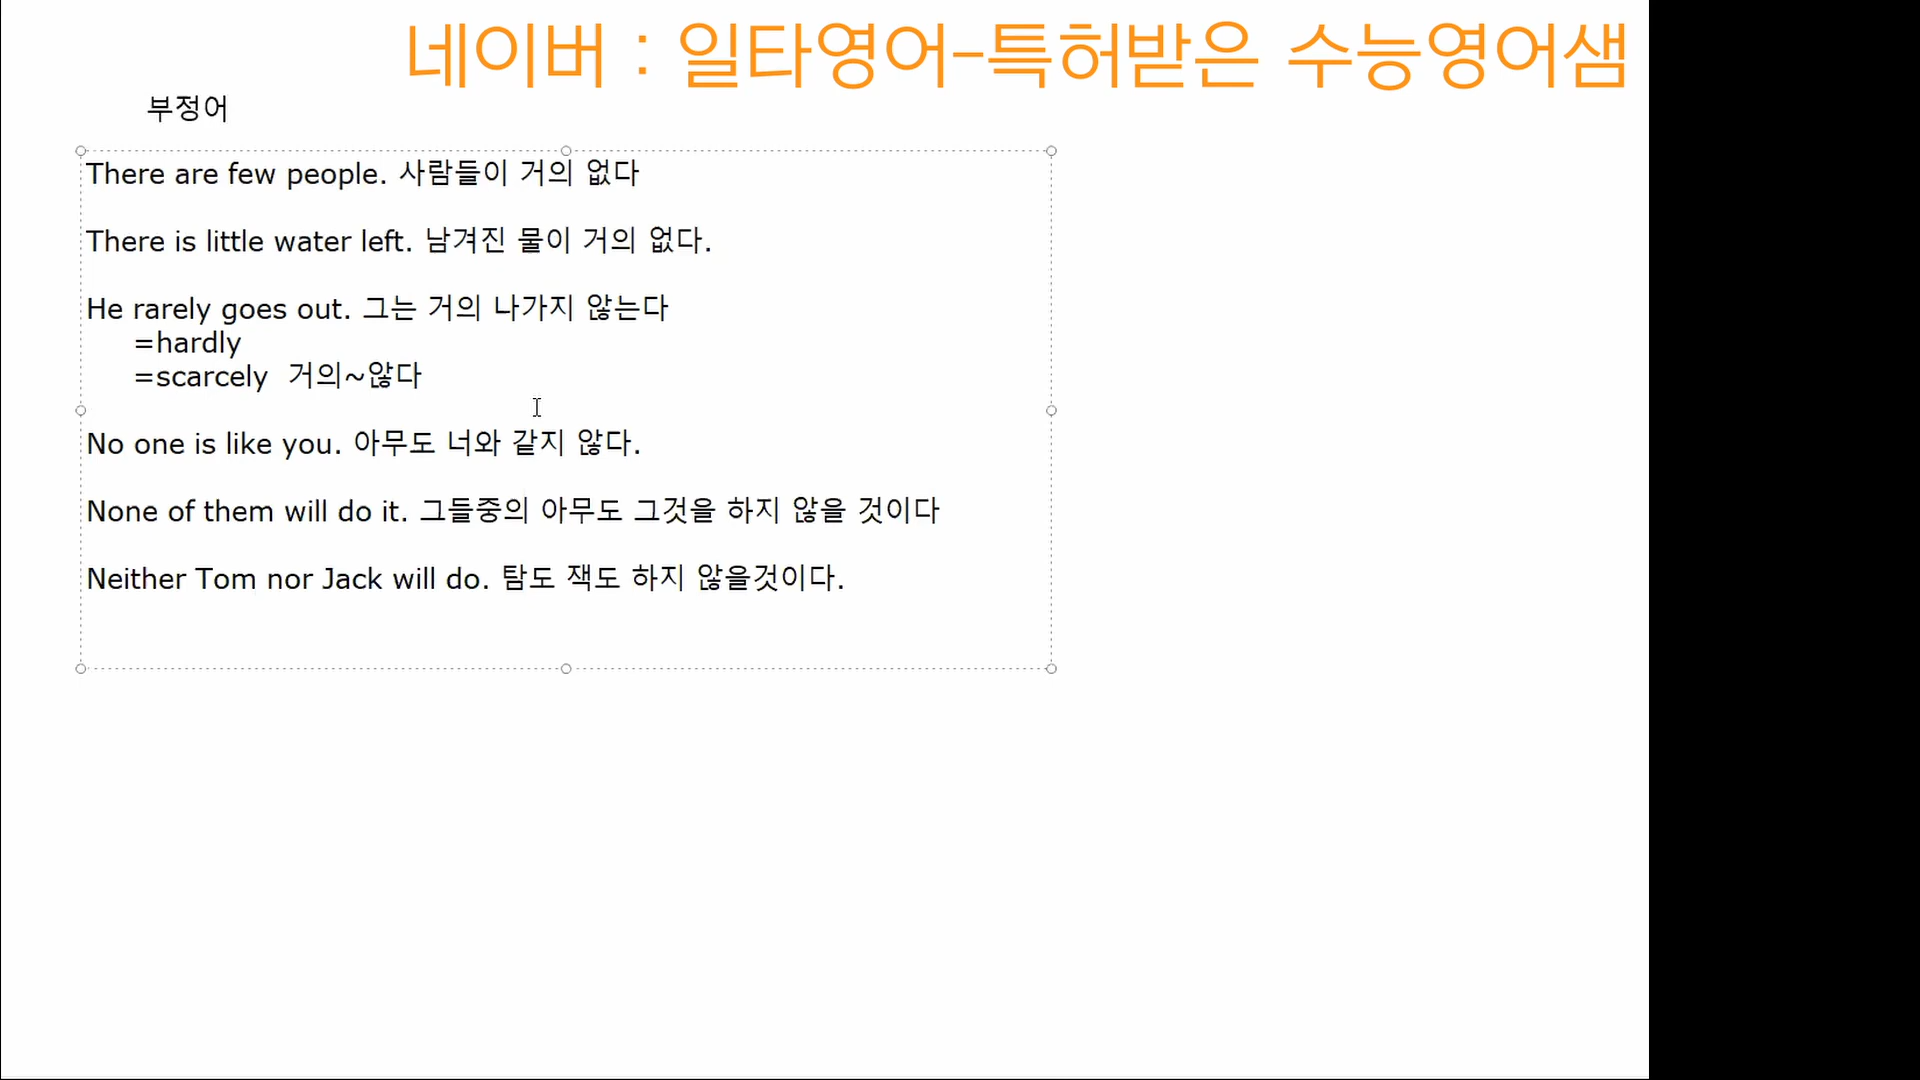 네이버 : 일타영어-특허받은 수능영어샘
부정어
There are few people. 사람들이 거의 없다
There is little water left. 남겨진 물이 거의 없다.
He rarely goes out. 그는 거의 나가지 않는다
=hardly
=scarcely 거의~않다
No one is like you. 아무도 너와 같지 않다.
None of them will do it. 그들중의 아무도 그것을 하지 않을 것이다
Neither Tom nor Jack will do. 탐도 잭도 하지 않을것이다.